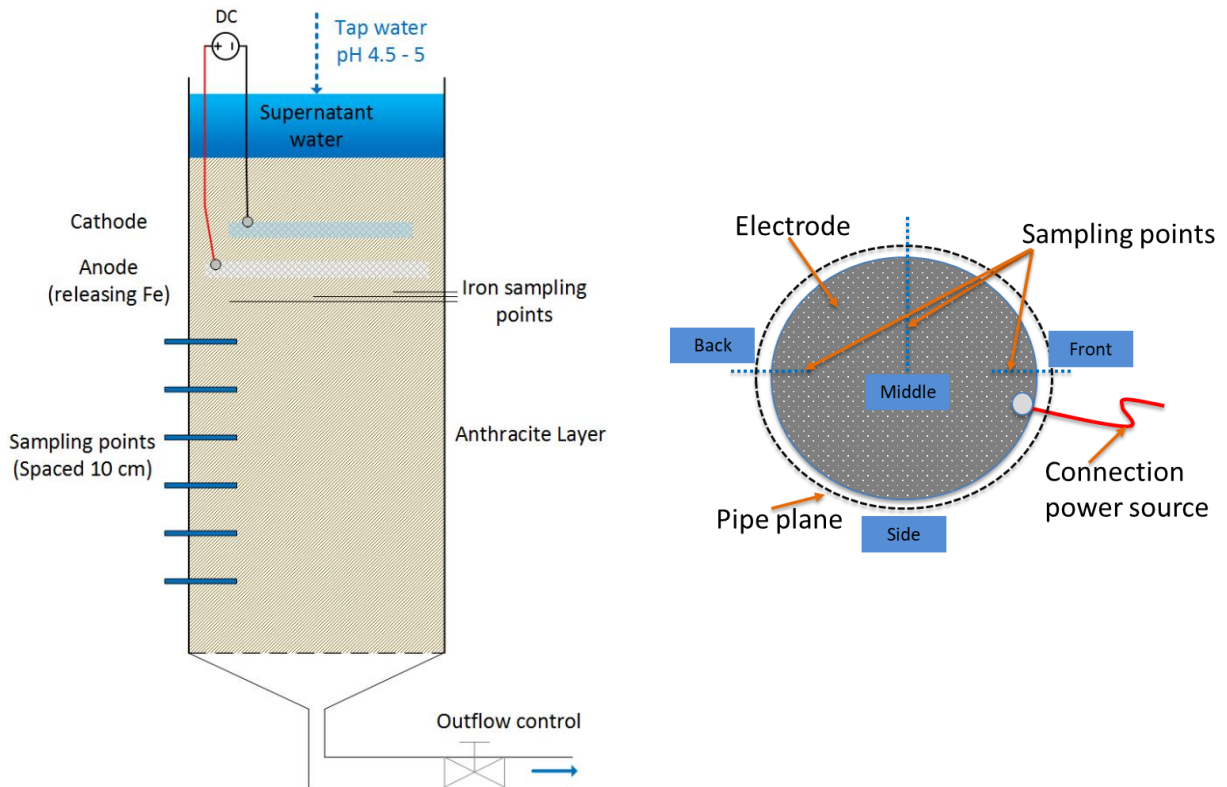 DC
+ -
Tap water
pH 4.5 - 5
Supernatant
water
Cathode
Anode
(releasing Fe)
Iron sampling
points
Sampling points
(Spaced 10 cm)
Anthracite Layer
Outflow control
Electrode
Sampling points
Back
Front
Middle
Connection
power source
Pipe plane
Side